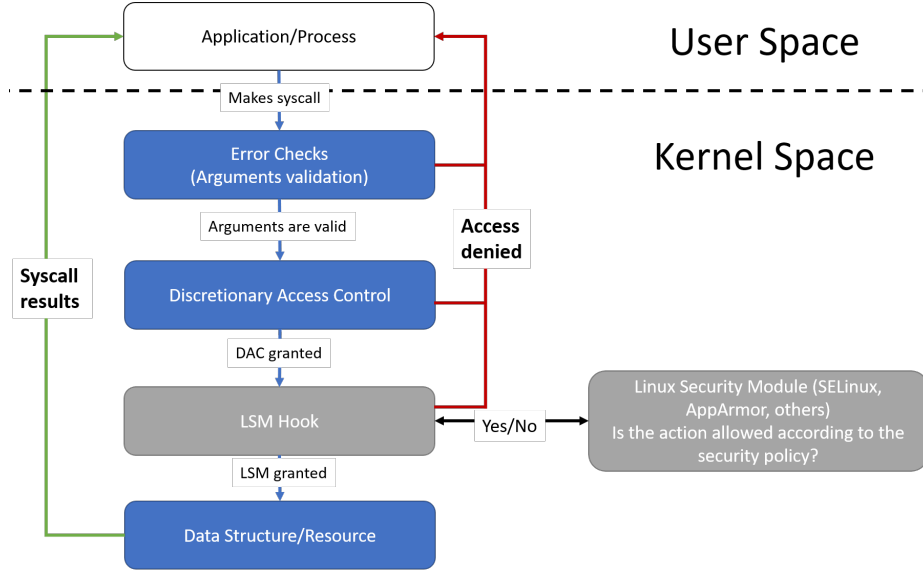 Application/Process
User Space
Makes syscall
Error Checks
(Arguments validation)
Kernel Space
Arguments are valid
Access
denied
Syscall
results
Discretionary Access Control
DAC granted
LSM Hook
Yes/No
Linux Security Module (SELinux,
AppArmor, others)
Is the action allowed according to the
security policy?
LSM granted
Data Structure/Resource